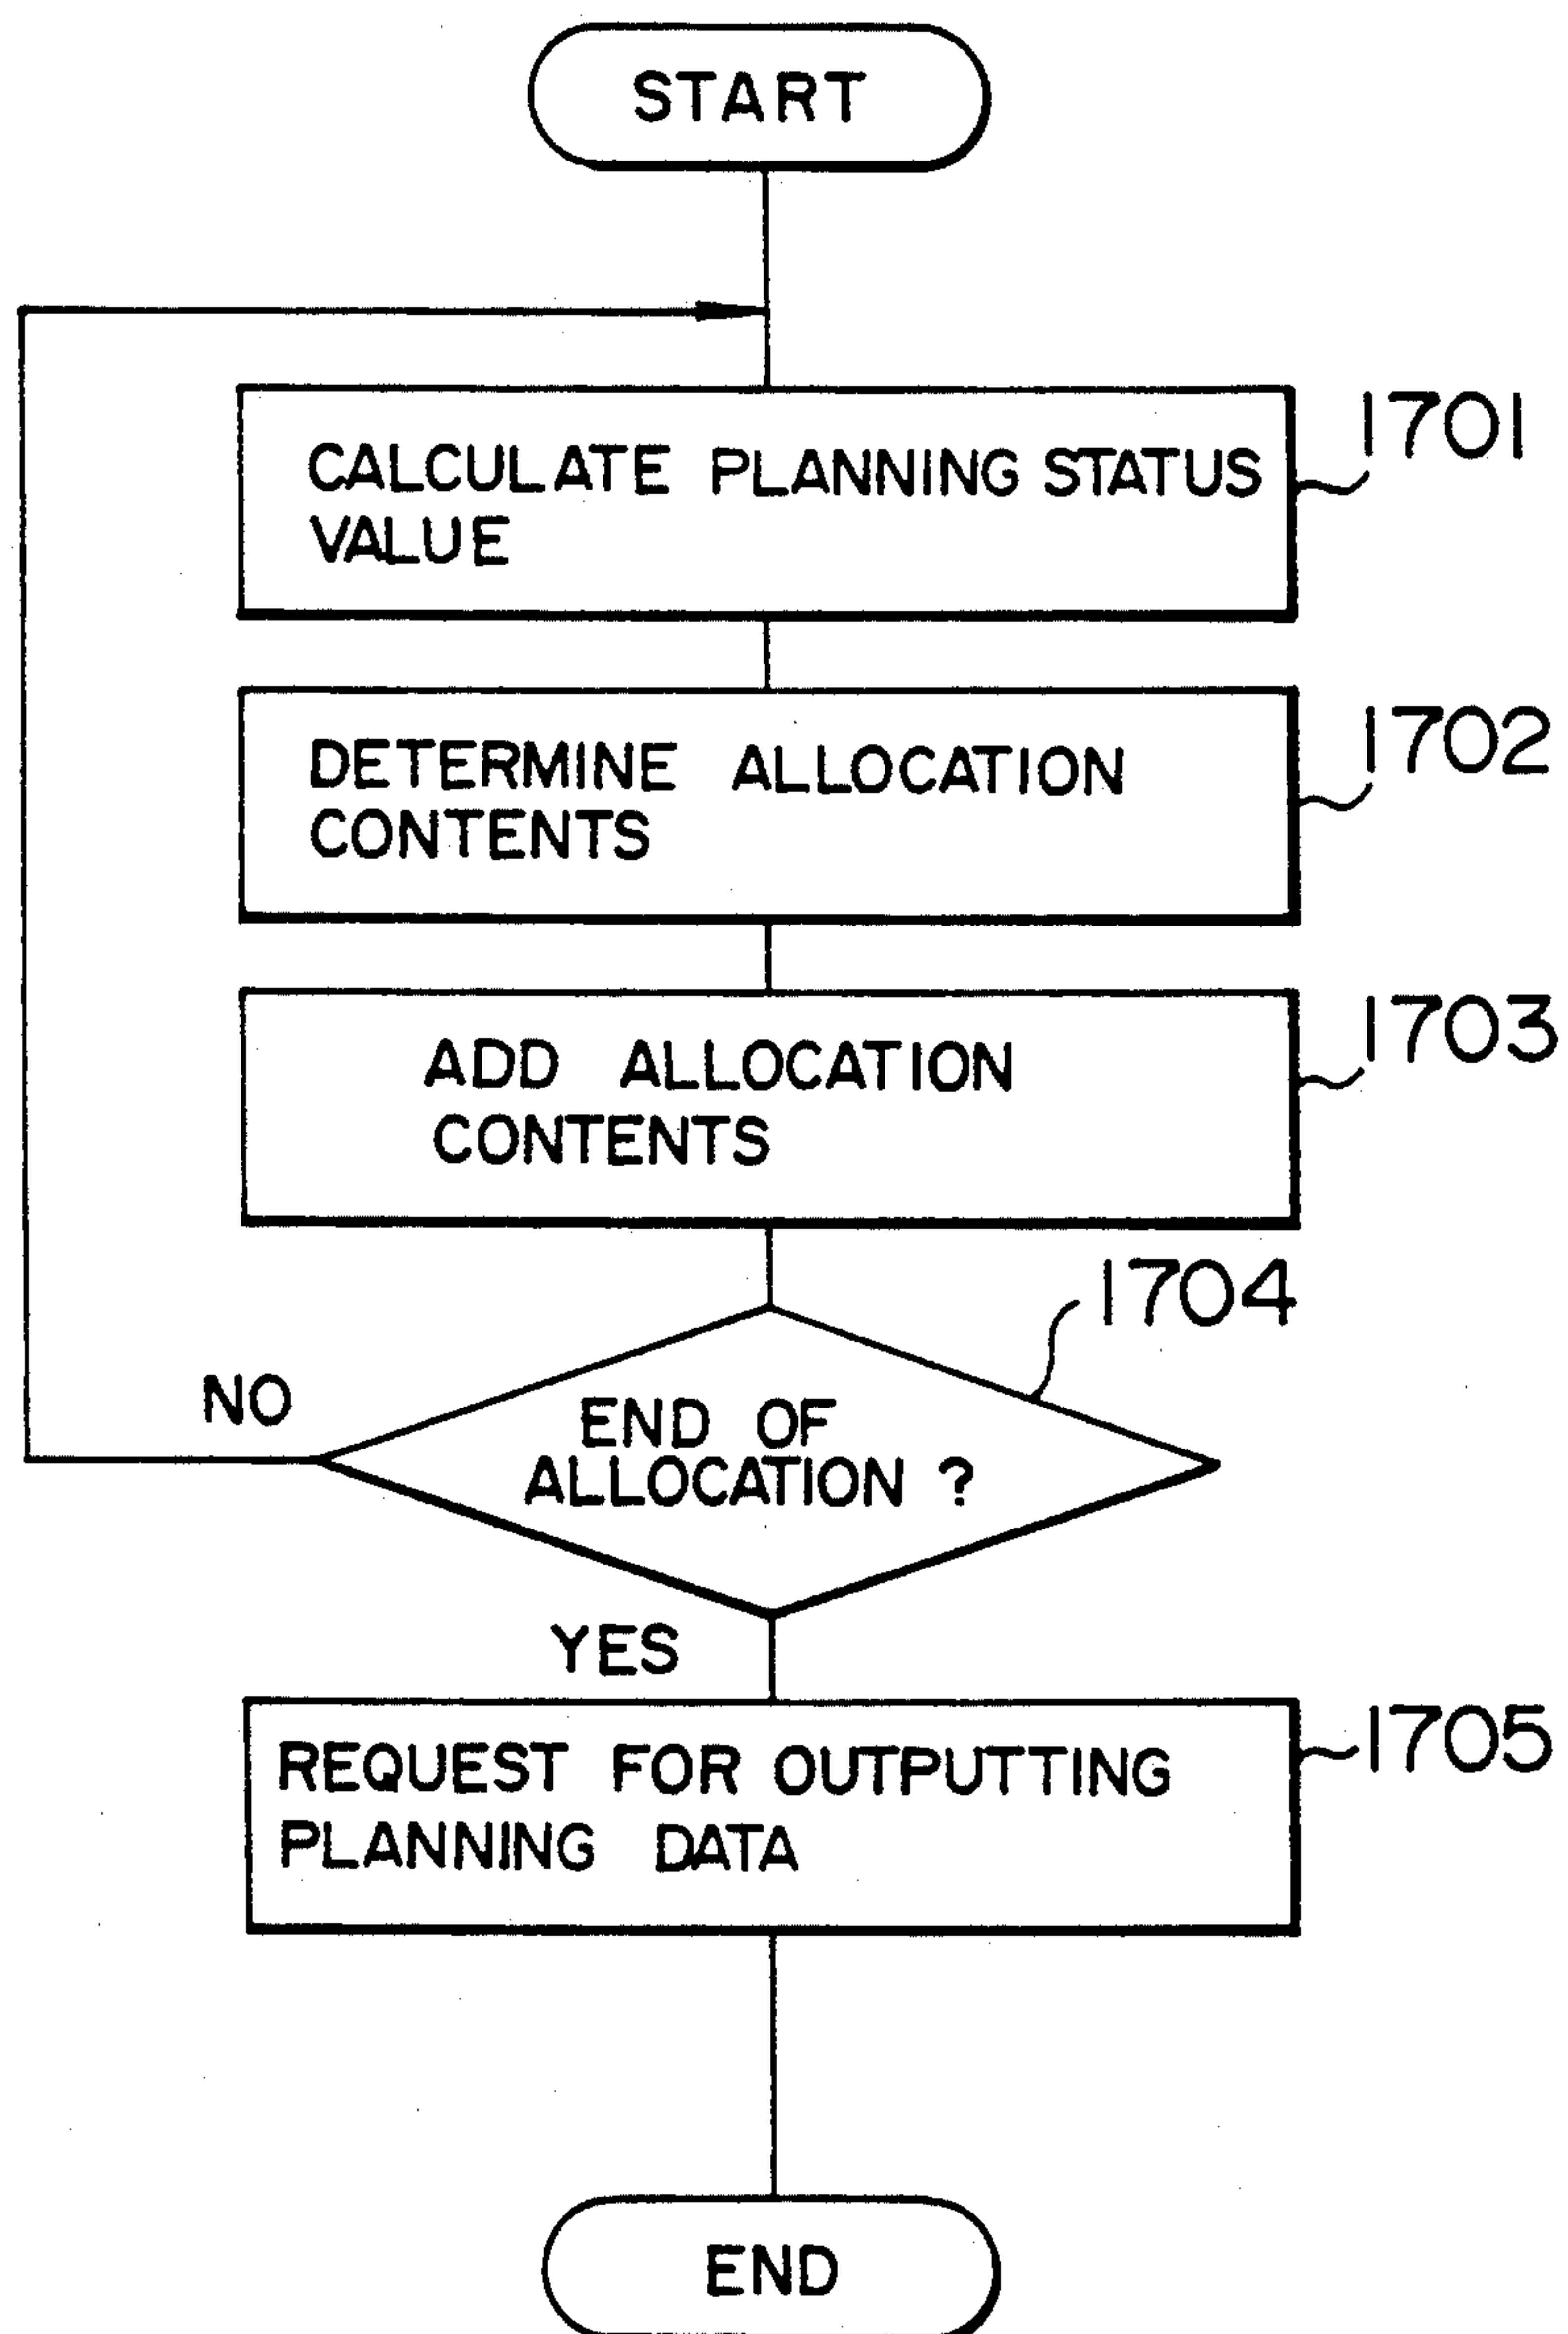 START
CALCULATE PLANNING STATUS
VALUE
1701
DETERMINE ALLOCATION
CONTENTS
1702
ADD ALLOCATION
CONTENTS
1703
1704
NO
END OF
ALLOCATION ?
YES
REQUEST FOR OUTPUTTING
PLANNING DATA
1705
END